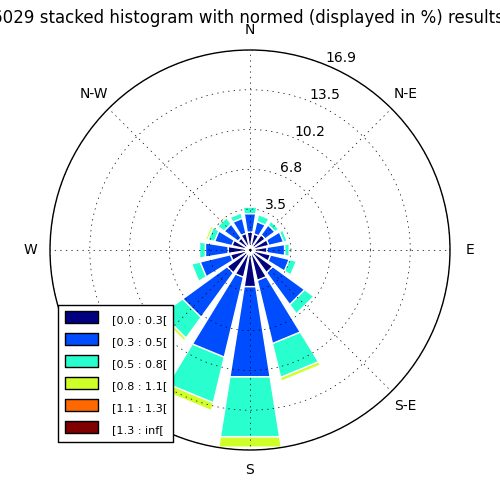 5029 stacked histogram with normed (displayed in %) results
N
16.9
N-W
13.5
N-E
10.2
6.8
3.5
W
E
[0.0 : 0.3[
[0.3 : 0.5[
[0.5 : 0.8[
[0.8 : 1.1[
[1.1 : 1.3[
[1.3 : inf[
S-E
S